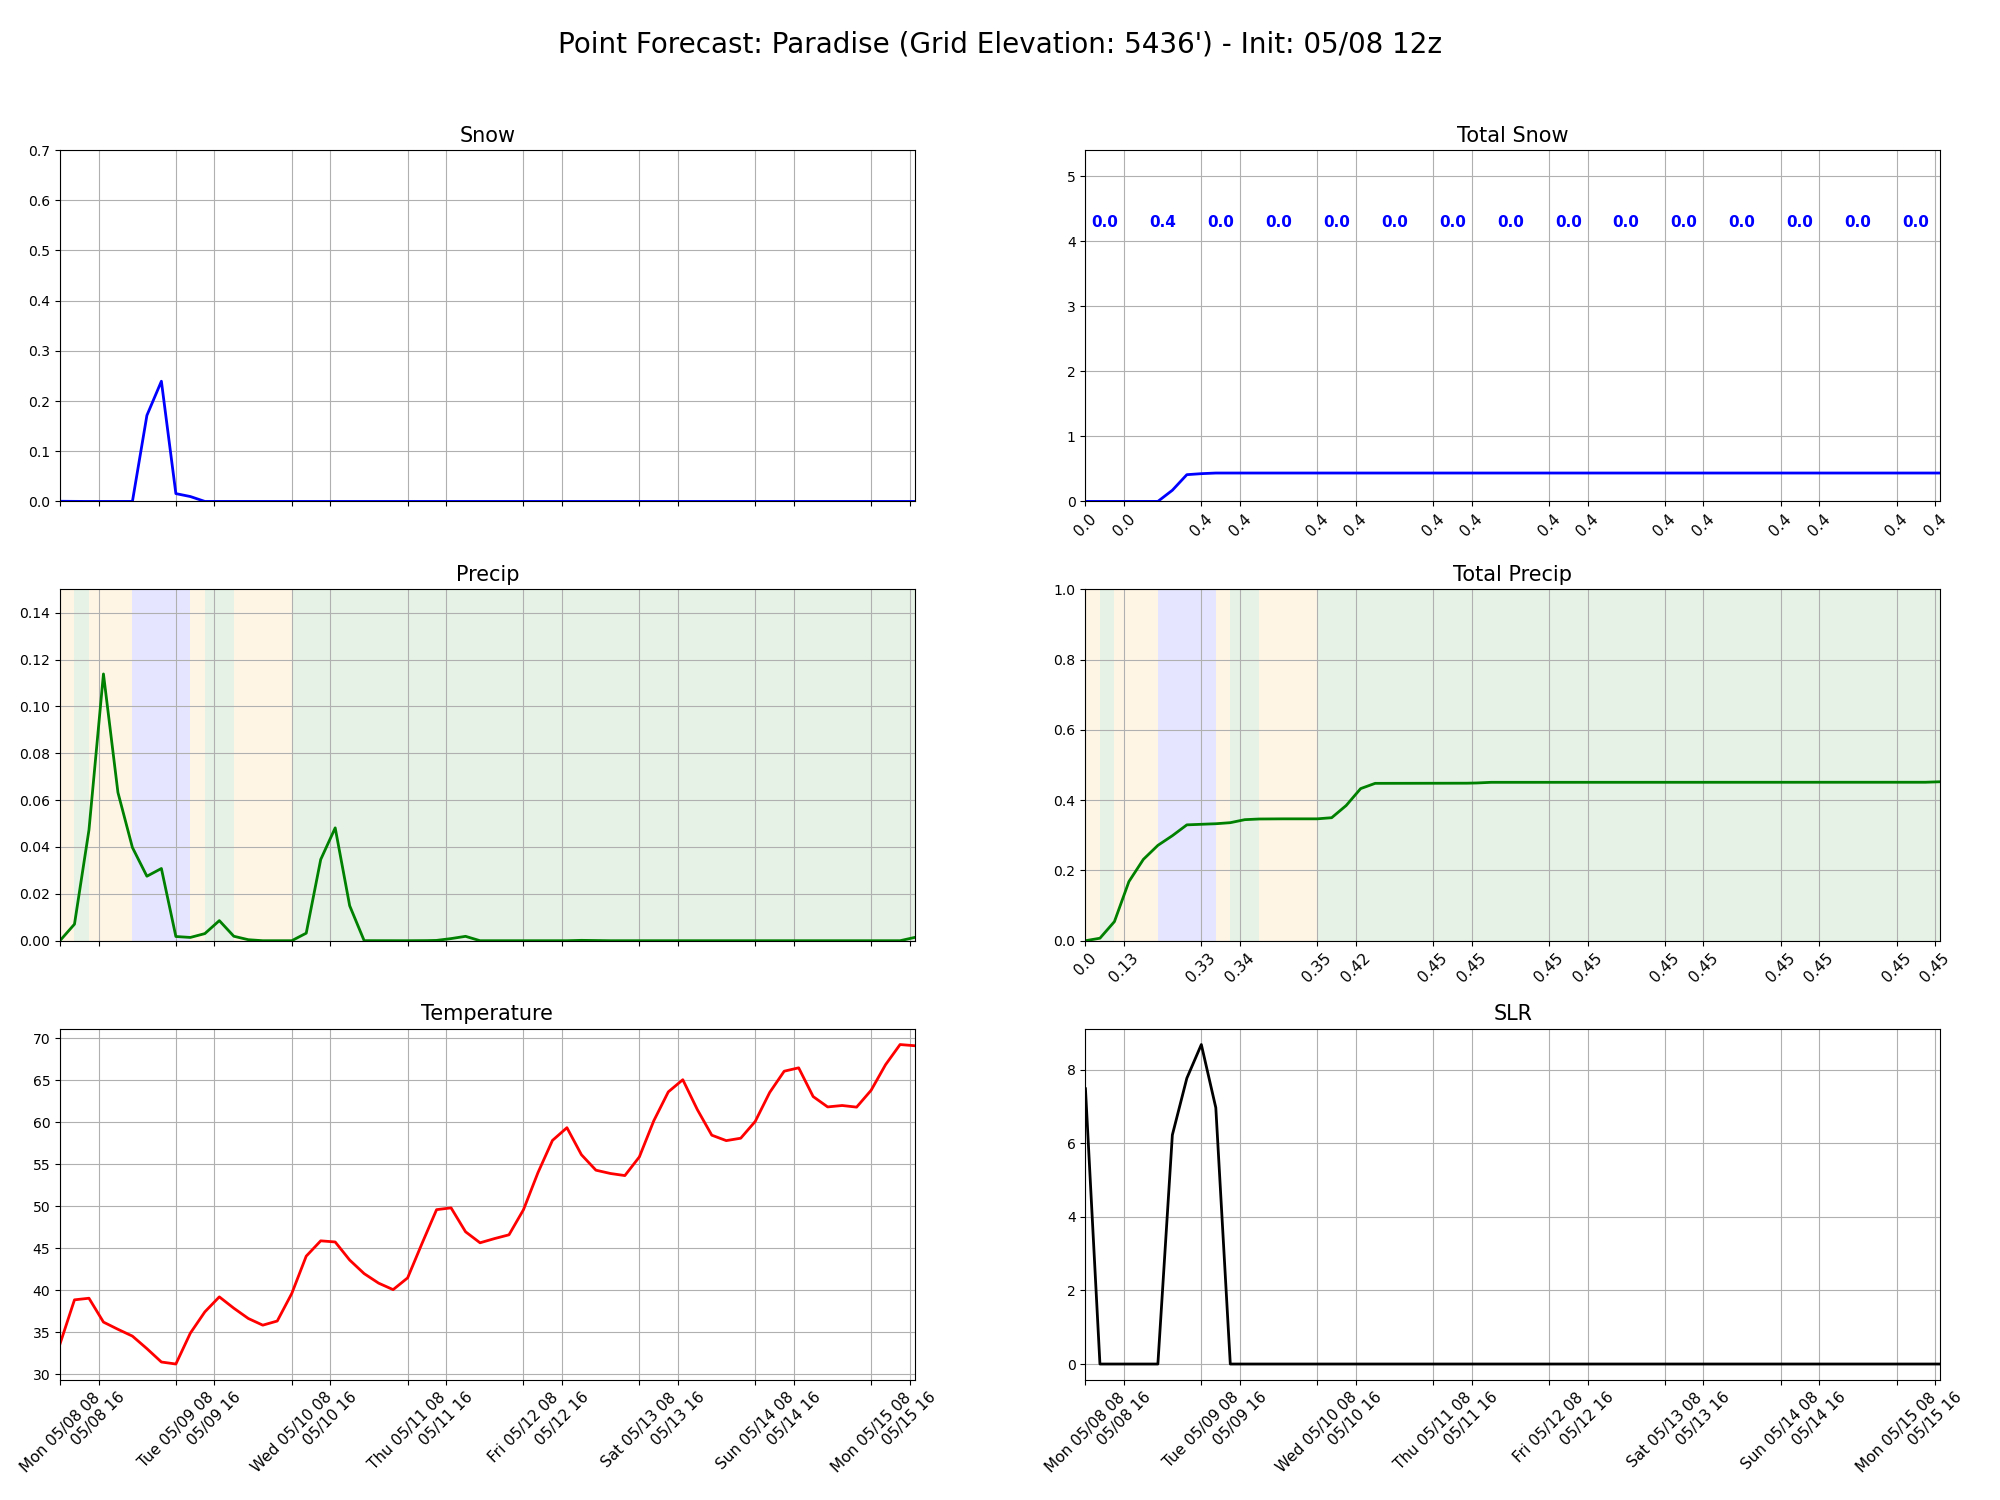 Point Forecast: Paradise (Grid Elevation: 5436') - Init: 05/08 12z
Snow
0.7
0.6
0.5
0.4
0.3
0.2
0.1
0.0
Total Snow
5
4
3
2
1
0
0.0 0.4 0.0 0.0 0.0 0.0 0.0 0.0 0.0 0.0 0.0 0.0 0.0 0.0 0.0
0.0 0.0 0.4 0.4 0.4 0.4 0.4 0.4 0.4 0.4 0.4 0.4 0.4 0.4 0.4 0.4
Precip
0.14
0.12
0.10
0.08
0.06
0.04
0.02
0.00
Total Precip
1.0
0.8
0.6
0.4
0.2
0.0
0.0 0.13 0.33 0.34 0.35 0.42 0.45 0.45 0.45 0.45 0.45 0.45 0.45 0.45 0.45 0.45
Temperature
70
65
60
55
50
45
40
35
30
Mon 05/08 08
05/08 16
Tue 05/09 08
05/09 16
Wed 05/10 08
05/10 16
Thu 05/11 08
05/11 16
Fri 05/12 08
05/12 16
Sat 05/13 08
05/13 16
Sun 05/14 08
05/14 16
Mon 05/15 08
05/15 16
SLR
8
6
4
2
0
Mon 05/08 08
05/08 16
Tue 05/09 08
05/09 16
Wed 05/10 08
05/10 16
Thu 05/11 08
05/11 16
Fri 05/12 08
05/12 16
Sat 05/13 08
05/13 16
Sun 05/14 08
05/14 16
Mon 05/15 08
05/15 16